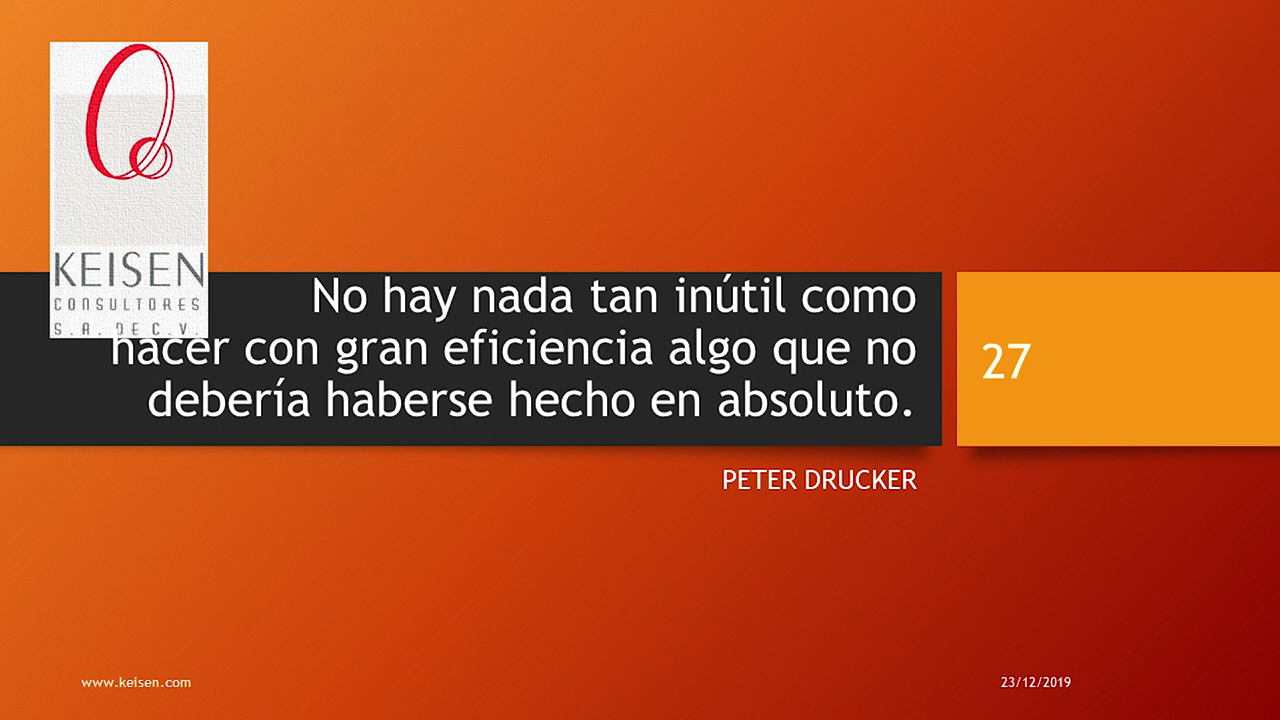 KEISEN
CONSULTORES
S.A. DE C.V.
No hay nada tan inútil como
hacer con gran eficiencia algo que no
debería haberse hecho en absoluto.
27
PETER DRUCKER
www.keisen.com
23/12/2019